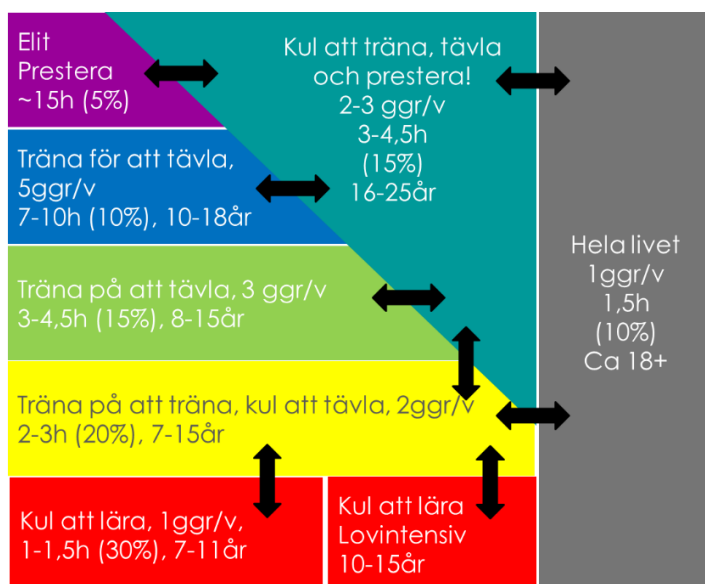 Elit
Prestera
~15h (5%)
Kul att träna, tävla
och prestera!
2-3 ggr/v
3-4,5h
(15%)
16-25år
Träna för att tävla,
5ggr/v
7-10h (10%), 10-18år
Träna på att tävla, 3 ggr/v
3-4,5h (15%), 8-15år
Träna på att träna, kul att tävla, 2ggr/v
2-3h (20%), 7-15år
Kul att lära, 1ggr/v,
1-1,5h (30%), 7-11år
Kul att lära
Lovintensiv
10-15år
Hela livet
1ggr/v
1,5h
(10%)
Ca 18+